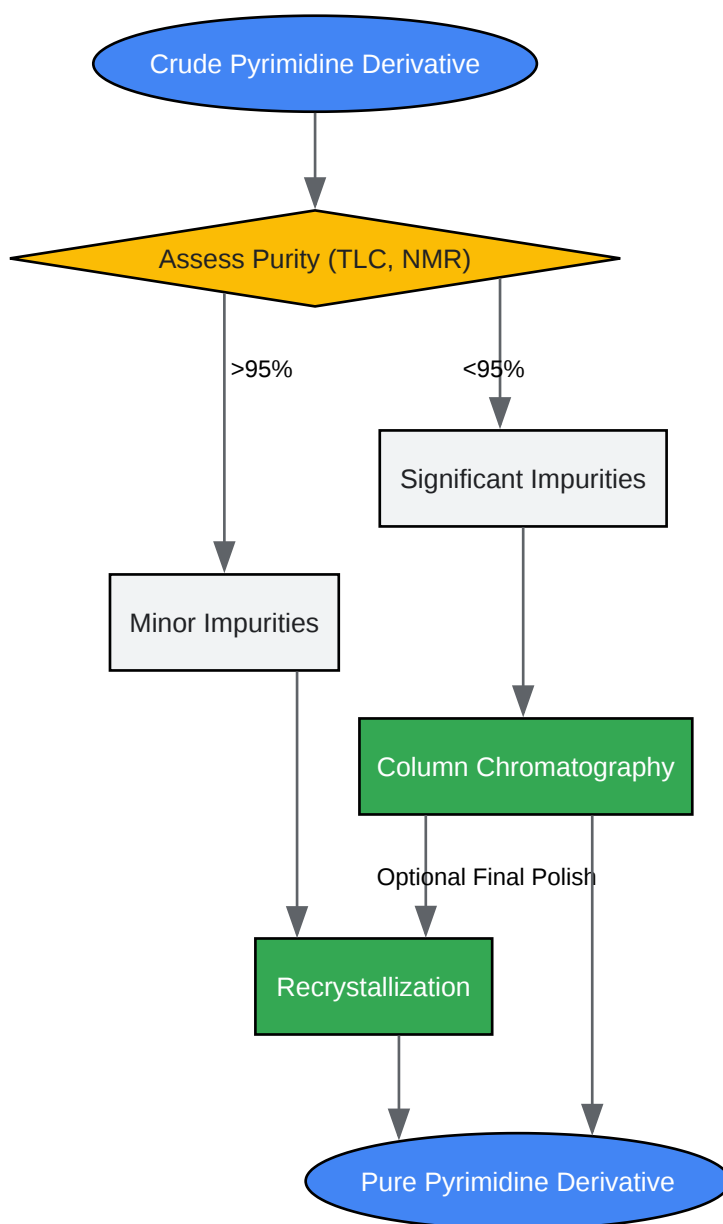 Crude Pyrimidine Derivative
Assess Purity (TLC, NMR)
>95%
<95%
Significant Impurities
Minor Impurities
Column Chromatography
Optional Final Polish
Recrystallization
Pure Pyrimidine Derivative